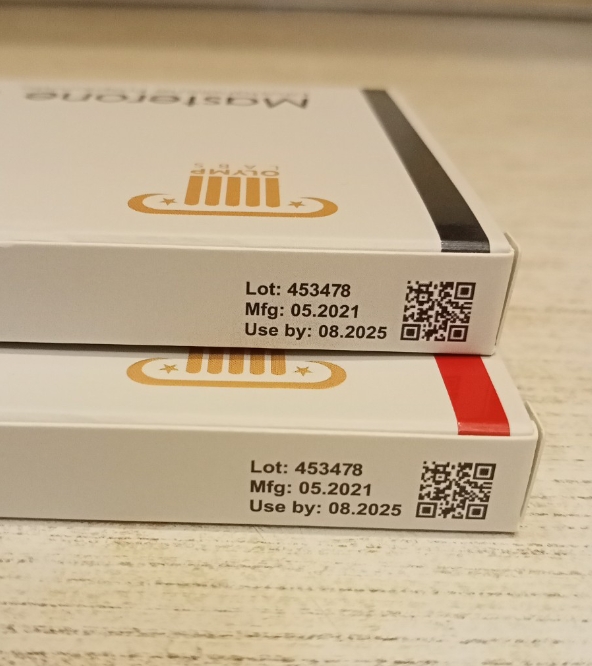 Masterone
OLYMP
LABS
Lot: 453478
Mfg: 05.2021
Use by: 08.2025
Lot: 453478
Mfg: 05.2021
Use by: 08.2025